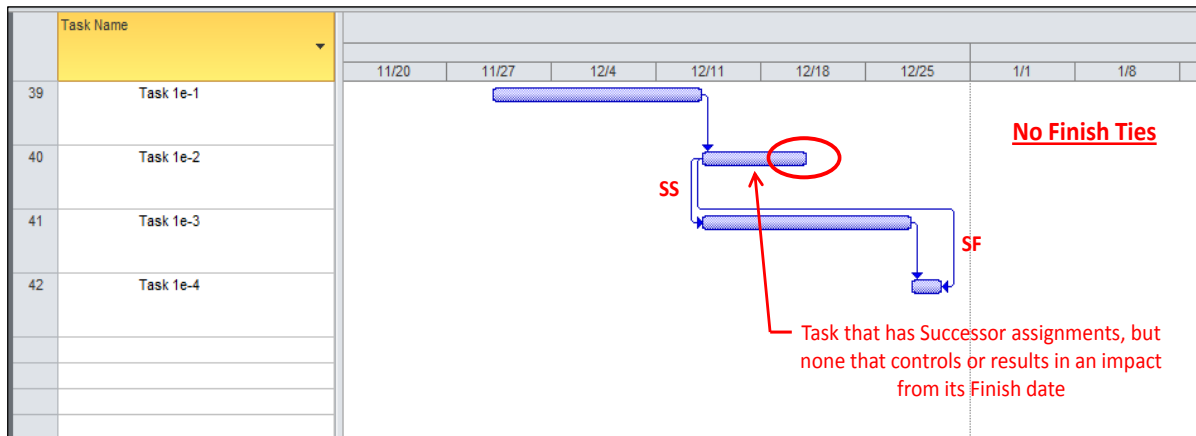 Task Name
11/20 11/27 12/4 12/11 12/18 12/25 1/1 1/8
39 Task 1e-1
No Finish Ties
40 Task 1e-2
SS
41 Task 1e-3
SF
42 Task 1e-4
Task that has Successor assignments, but
none that controls or results in an impact
from its Finish date